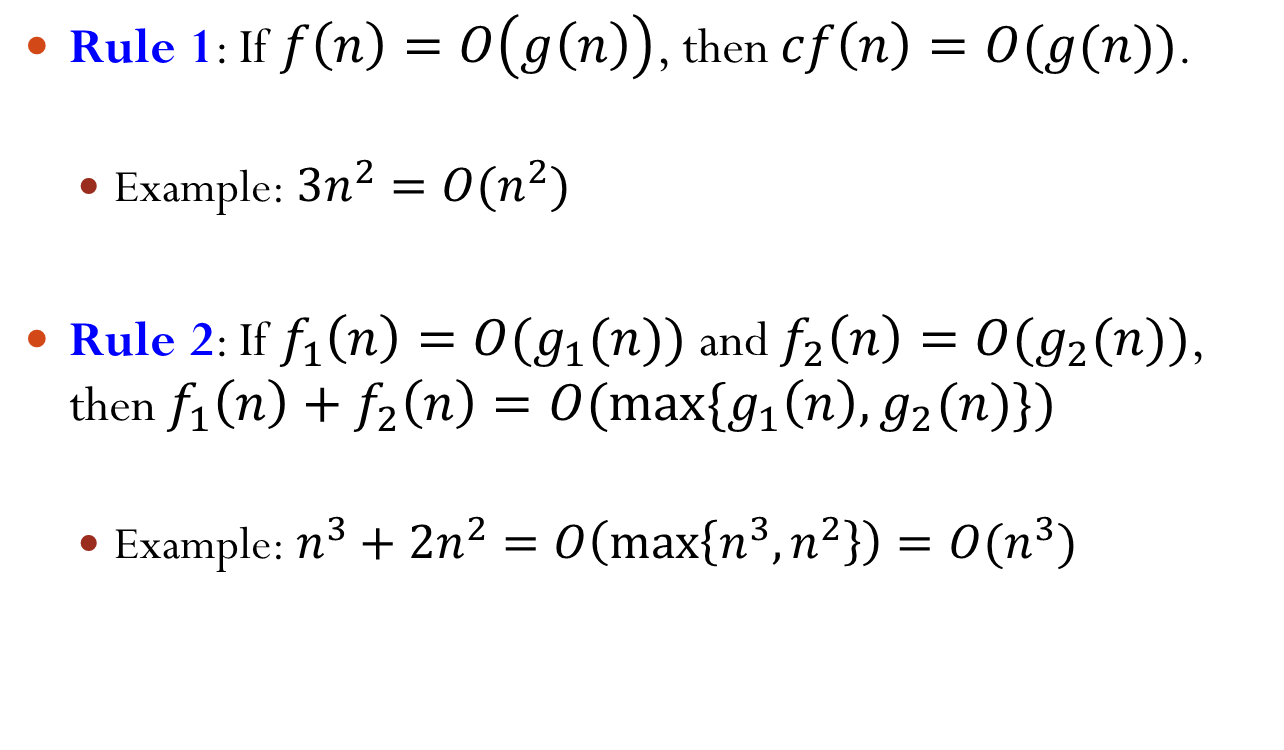 • Rule 1: If f(n) = O(g(n)), then cf(n) = O(g(n)).
• Example: 3n² = O(n²)
• Rule 2: If f₁(n) = O(g₁(n)) and f₂(n) = O(g₂(n)),
then f₁(n) + f₂(n) = O(max{g₁(n), g₂(n)})
• Example: n³ + 2n² = O(max{n³, n²}) = O(n³)